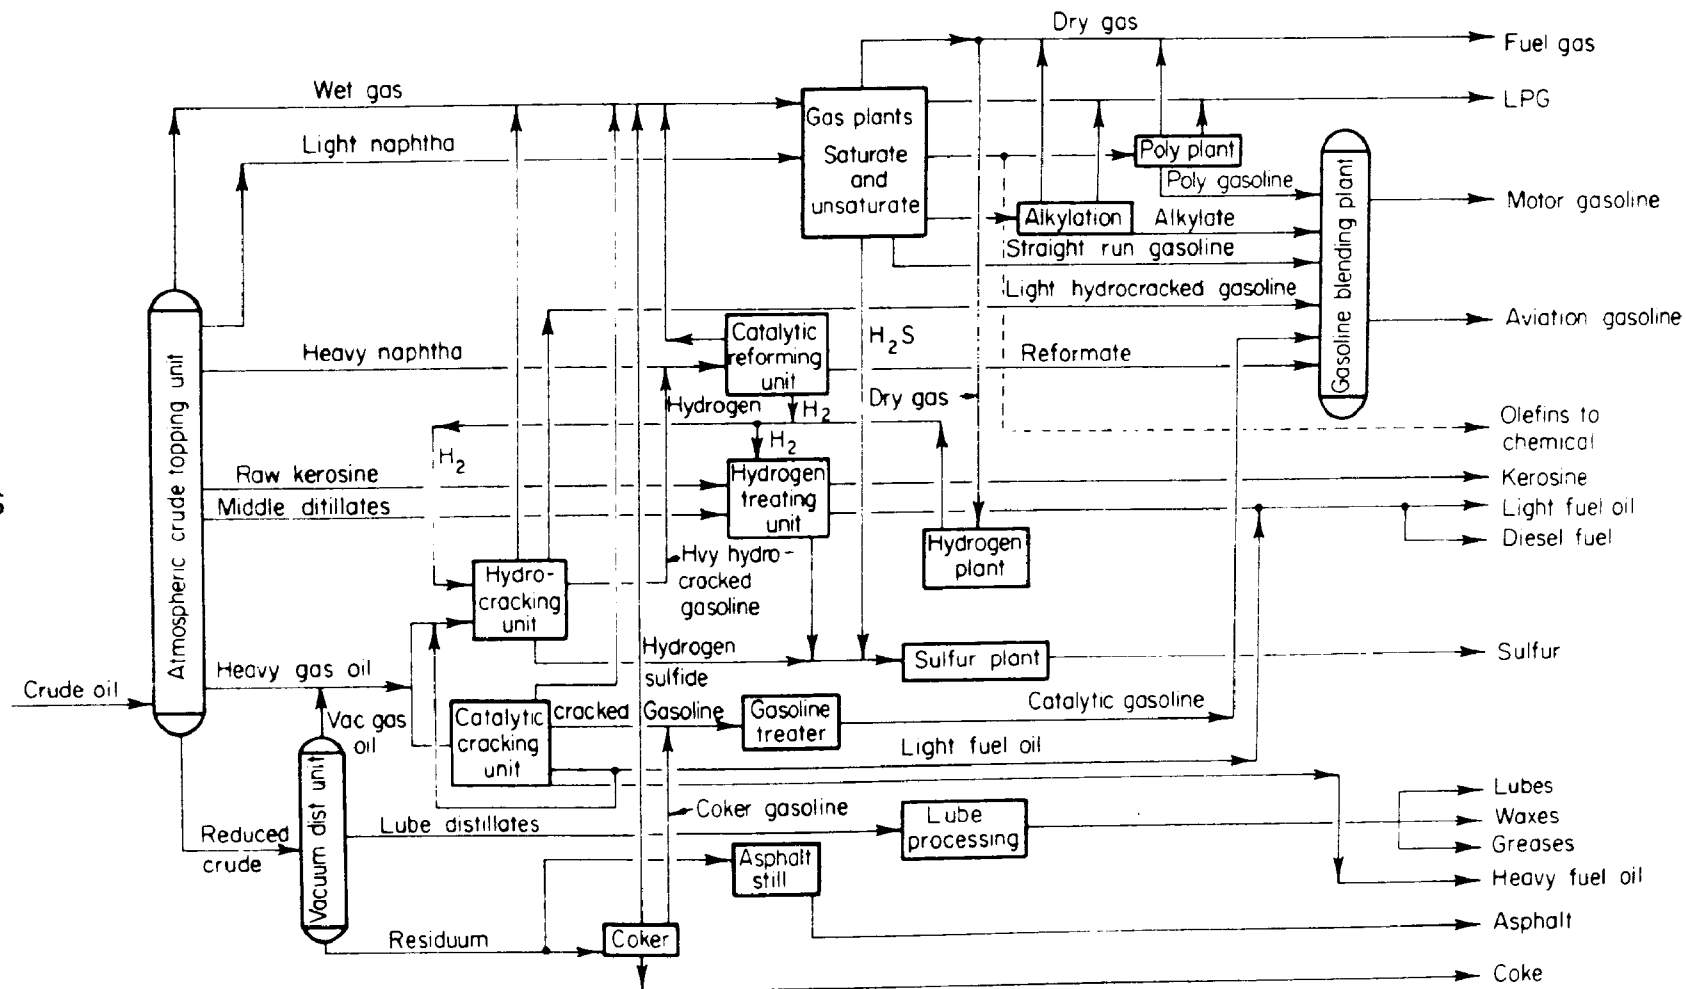 Dry gas
Fuel gas
Wet gas
LPG
Gas plants
Saturate
and
unsaturate
Light naphtha
Poly plant
Poly gasoline
Gasoline blending plant
Motor gasoline
Alkylation
Alkylate
Straight run gasoline
Light hydrocracked gasoline
Aviation gasoline
Atmospheric crude topping unit
Heavy naphtha
Catalytic
reforming
unit
H2S
Reformate
Hydrogen
H2
Dry gas
Olefins to
chemical
H2
H2
Raw kerosine
Hydrogen
treating
unit
Kerosine
Middle ditillates
Light fuel oil
Diesel fuel
Hydrogen
plant
Hydro-
cracking
unit
Hvy hydro-
cracked
gasoline
Hydrogen
sulfide
Sulfur plant
Sulfur
Heavy gas oil
Crude oil
Vac gas
oil
Catalytic
cracking
unit
cracked Gasoline
Gasoline
treater
Catalytic gasoline
Light fuel oil
Vacuum dist unit
Coker gasoline
Lubes
Waxes
Greases
Lube distillates
Lube
processing
Reduced
crude
Asphalt
still
Heavy fuel oil
Asphalt
Residuum
Coker
Coke